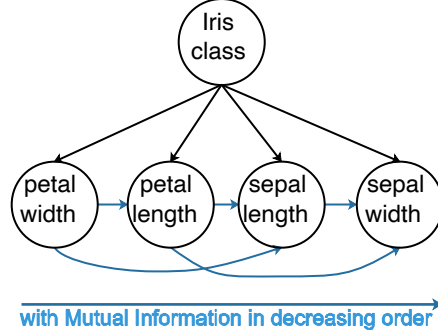 Iris
class
petal
width
petal
length
sepal
length
sepal
width
with Mutual Information in decreasing order